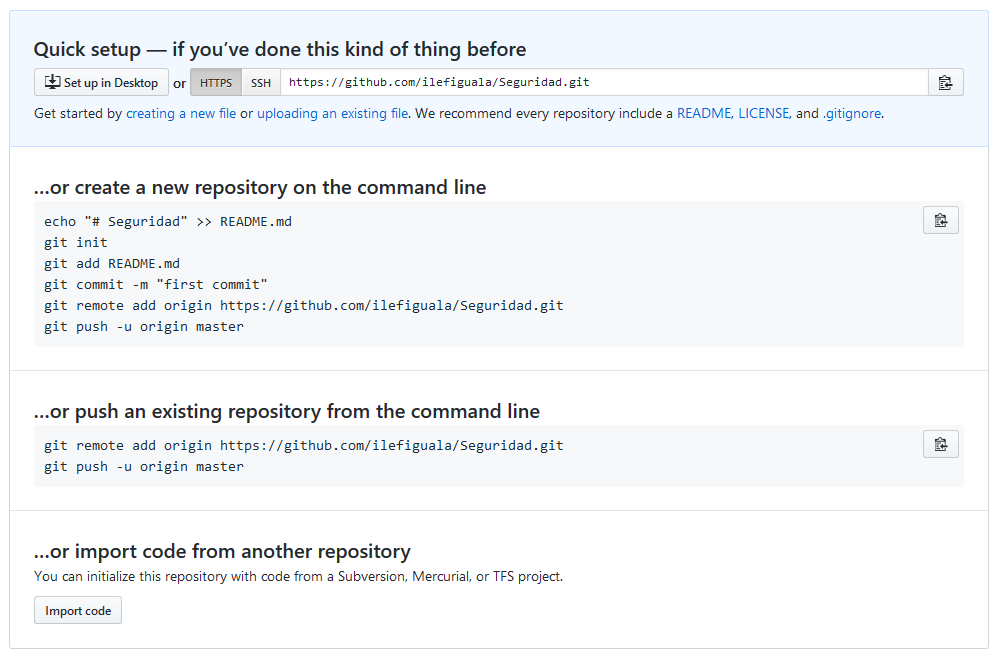 Quick setup — if you’ve done this kind of thing before
Set up in Desktop or HTTPS SSH https://github.com/ilefiguala/Seguridad.git
Get started by creating a new file or uploading an existing file. We recommend every repository include a README, LICENSE, and .gitignore.
…or create a new repository on the command line
echo "# Seguridad" >> README.md
git init
git add README.md
git commit -m "first commit"
git remote add origin https://github.com/ilefiguala/Seguridad.git
git push -u origin master
…or push an existing repository from the command line
git remote add origin https://github.com/ilefiguala/Seguridad.git
git push -u origin master
…or import code from another repository
You can initialize this repository with code from a Subversion, Mercurial, or TFS project.
Import code